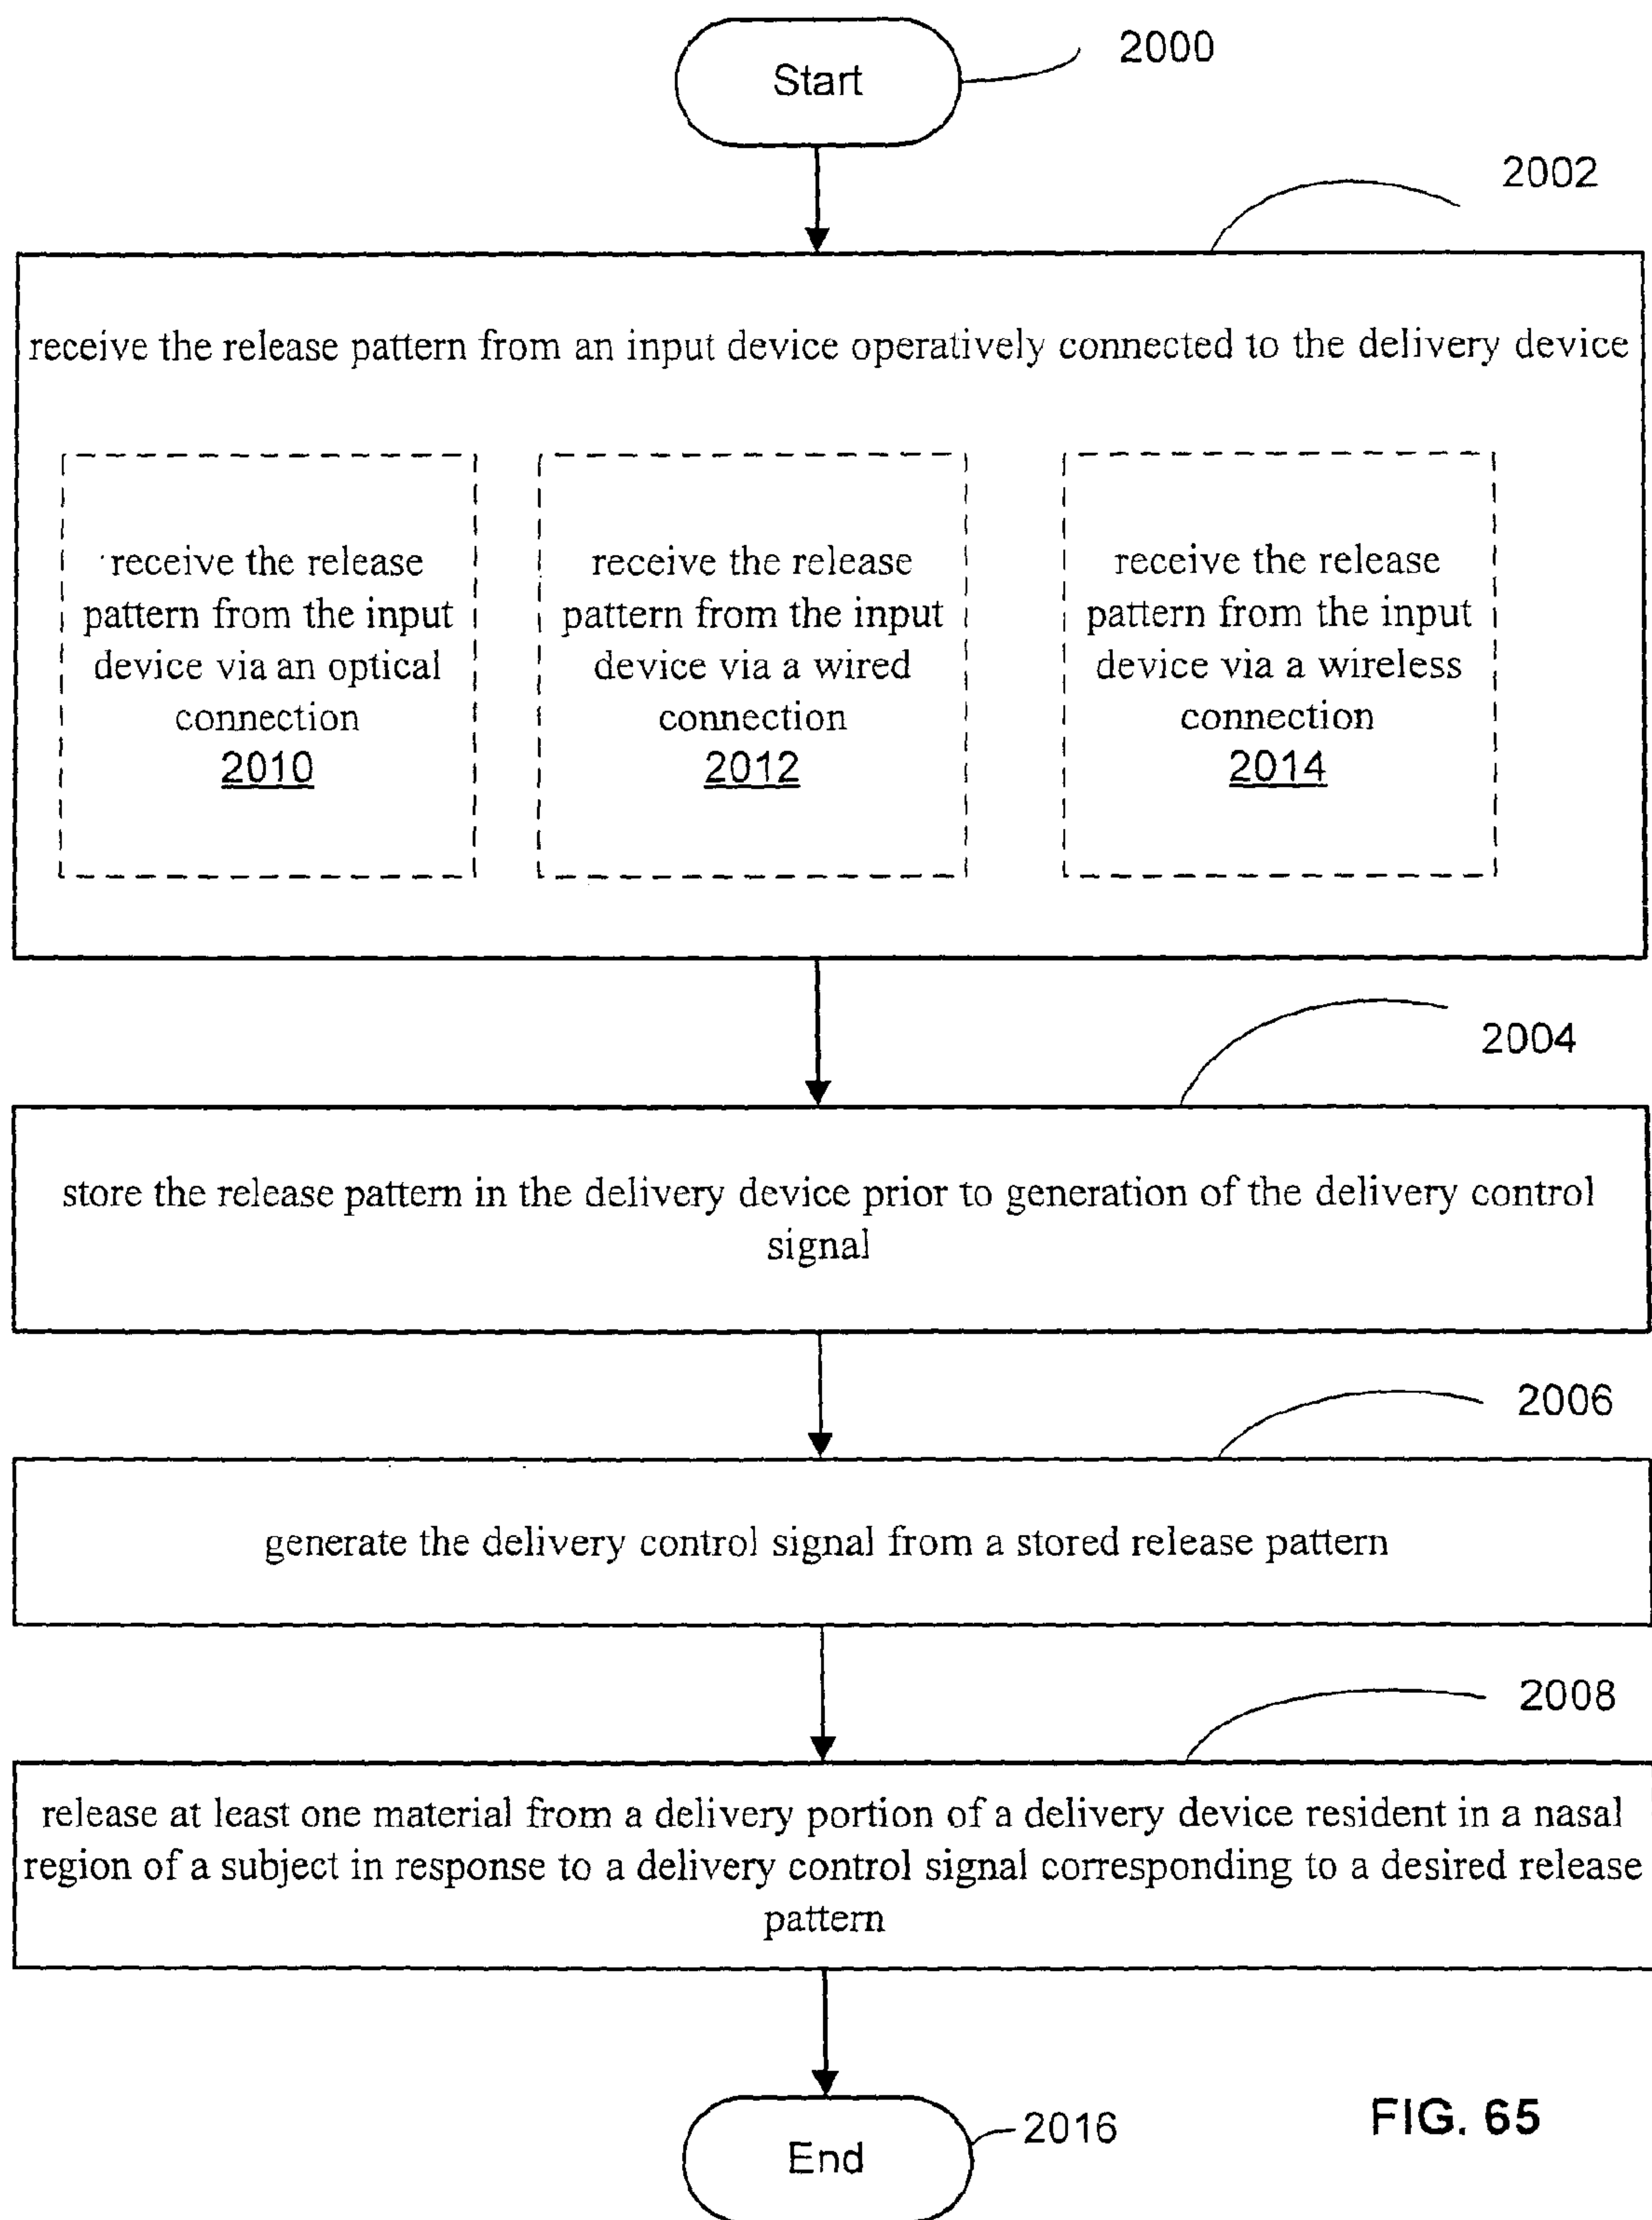 Start
2000
2002
receive the release pattern from an input device operatively connected to the delivery device
receive the release
pattern from the input
device via an optical
connection
2010
receive the release
pattern from the input
device via a wired
connection
2012
receive the release
pattern from the input
device via a wireless
connection
2014
2004
store the release pattern in the delivery device prior to generation of the delivery control
signal
2006
generate the delivery control signal from a stored release pattern
2008
release at least one material from a delivery portion of a delivery device resident in a nasal
region of a subject in response to a delivery control signal corresponding to a desired release
pattern
End
2016
FIG. 65